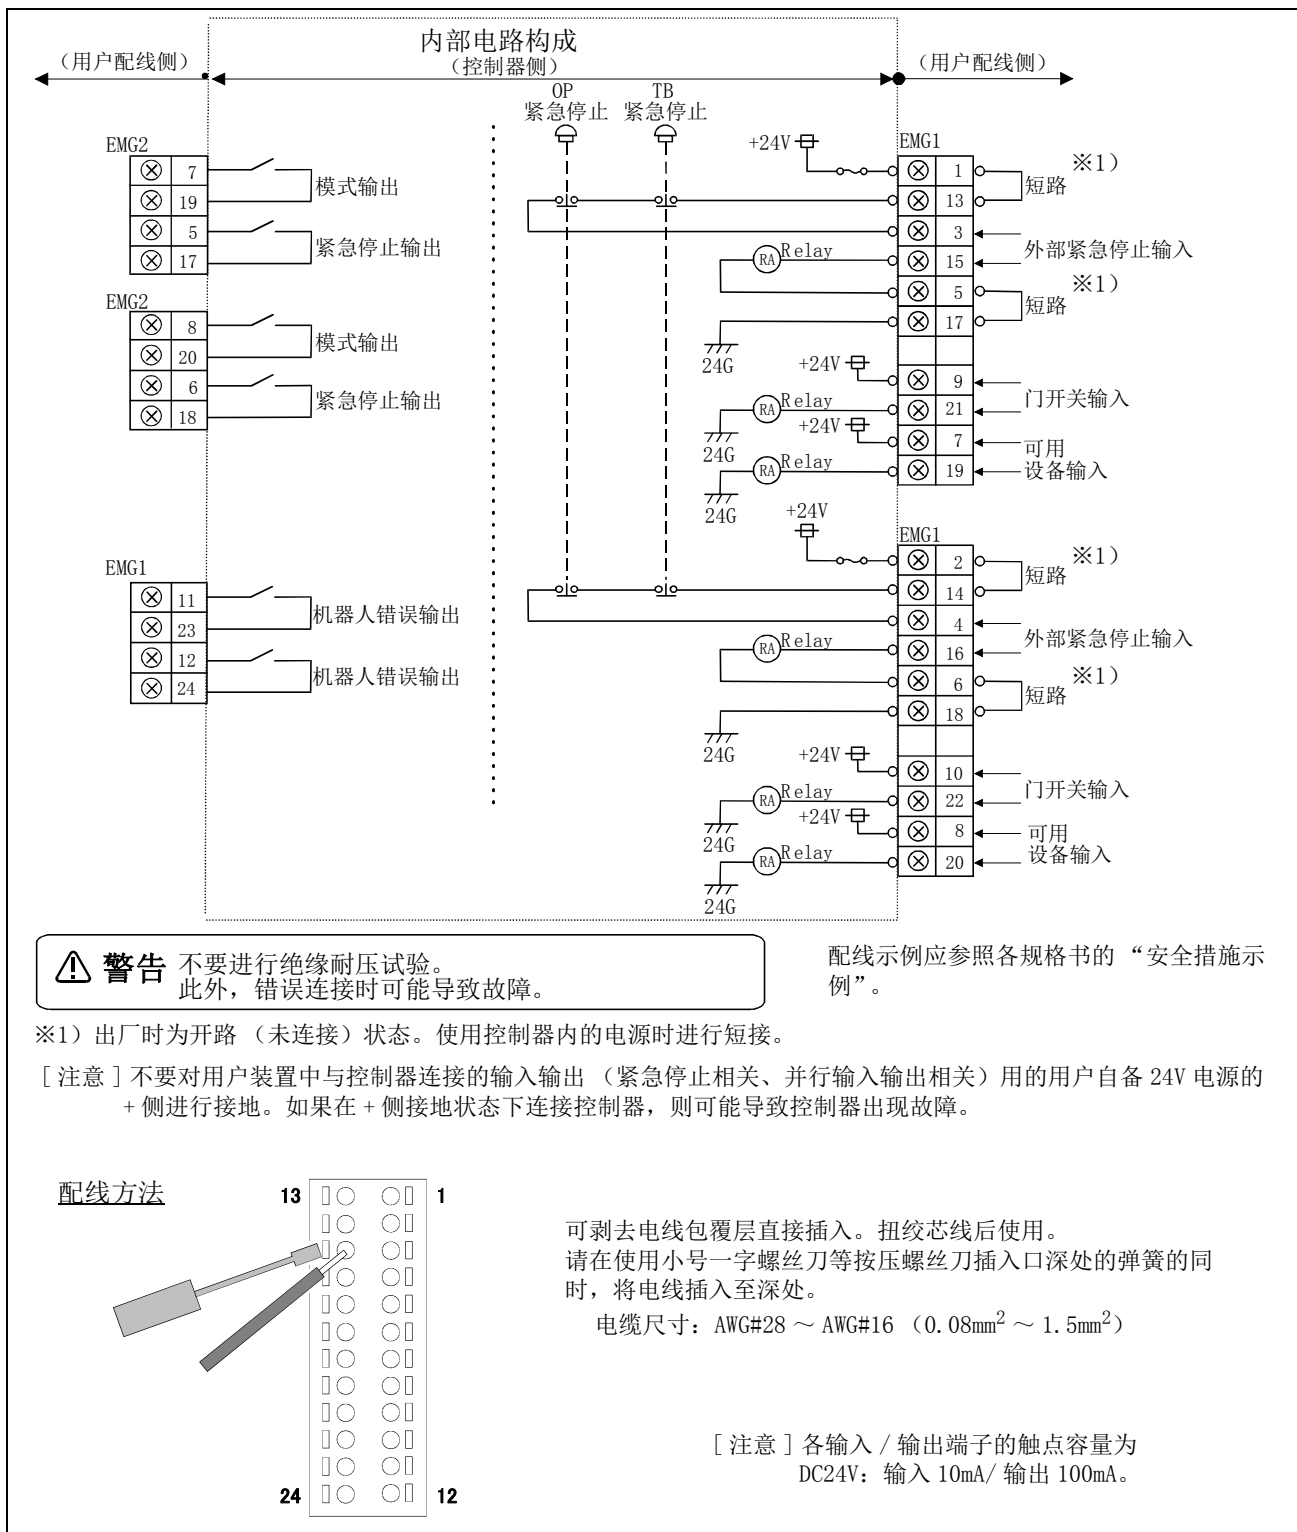 内部电路构成
（用户配线侧）
（控制器侧）
（用户配线侧）
OP
紧急停止
TB
紧急停止
EMG2
7
19
模式输出
5
17
紧急停止输出
EMG2
8
20
模式输出
6
18
紧急停止输出
EMG1
11
23
机器人错误输出
12
24
机器人错误输出
+24V
EMG1
1
13
短路
※1）
3
外部紧急停止输入
Relay
RA
15
5
短路
※1）
17
24G
+24V
9
门开关输入
Relay
RA
21
24G
+24V
7
可用
设备输入
Relay
RA
19
24G
+24V
EMG1
2
14
短路
※1）
4
外部紧急停止输入
Relay
RA
16
6
短路
※1）
18
24G
+24V
10
门开关输入
Relay
RA
22
24G
+24V
8
可用
设备输入
Relay
RA
20
24G
警告 不要进行绝缘耐压试验。
此外，错误连接时可能导致故障。
配线示例应参照各规格书的 “安全措施示
例”。
※1）出厂时为开路 （未连接）状态。使用控制器内的电源时进行短接。
［注意］不要对用户装置中与控制器连接的输入输出 （紧急停止相关、并行输入输出相关）用的用户自备 24V 电源的
+ 侧进行接地。如果在 + 侧接地状态下连接控制器，则可能导致控制器出现故障。
配线方法
13
1
24
12
可剥去电线包覆层直接插入。扭绞芯线后使用。
请在使用小号一字螺丝刀等按压螺丝刀插入口深处的弹簧的同
时，将电线插入至深处。
电缆尺寸：AWG#28 ～ AWG#16 （0.08mm² ～ 1.5mm²）
［注意］各输入 / 输出端子的触点容量为
DC24V：输入 10mA/ 输出 100mA。